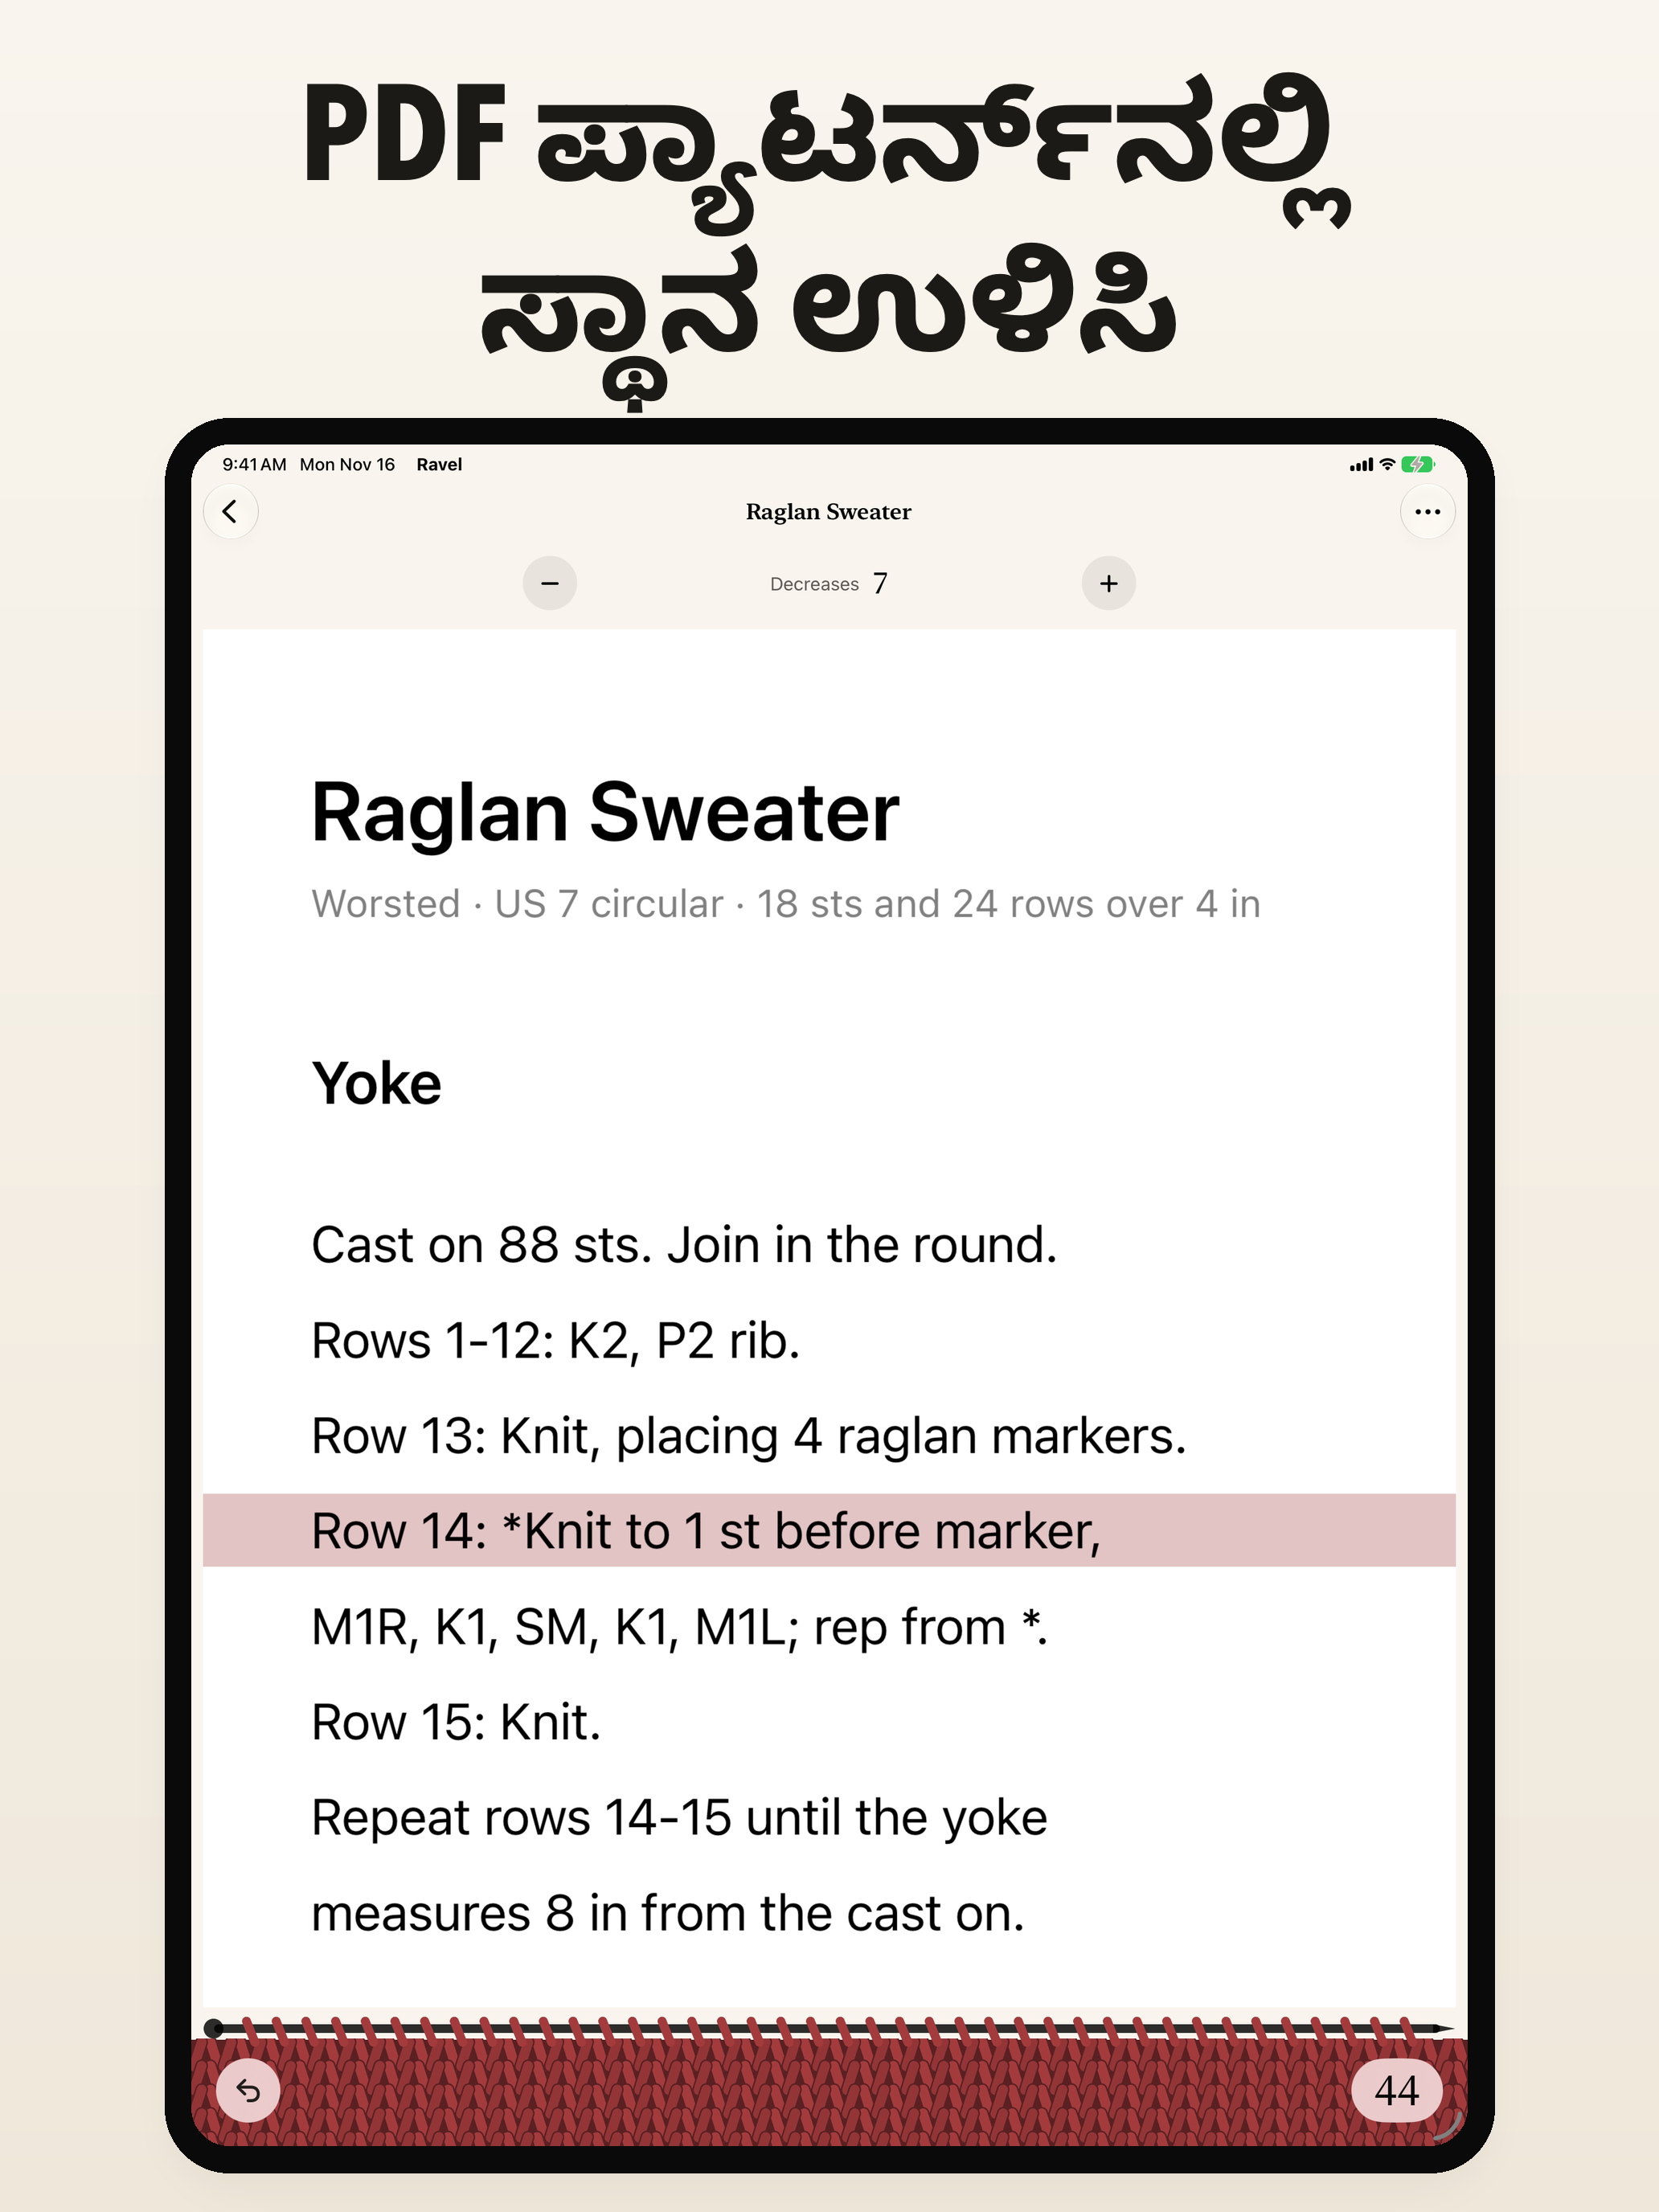 PDF ಪ್ಯಾಟರ್ನ್‌ನಲ್ಲಿ
ಸ್ಥಾನ ಉಳಿಸಿ
9:41 AM Mon Nov 16 Ravel
Raglan Sweater
− Decreases 7 +
Raglan Sweater
Worsted · US 7 circular · 18 sts and 24 rows over 4 in
Yoke
Cast on 88 sts. Join in the round.
Rows 1-12: K2, P2 rib.
Row 13: Knit, placing 4 raglan markers.
Row 14: *Knit to 1 st before marker,
M1R, K1, SM, K1, M1L; rep from *.
Row 15: Knit.
Repeat rows 14-15 until the yoke
measures 8 in from the cast on.
44